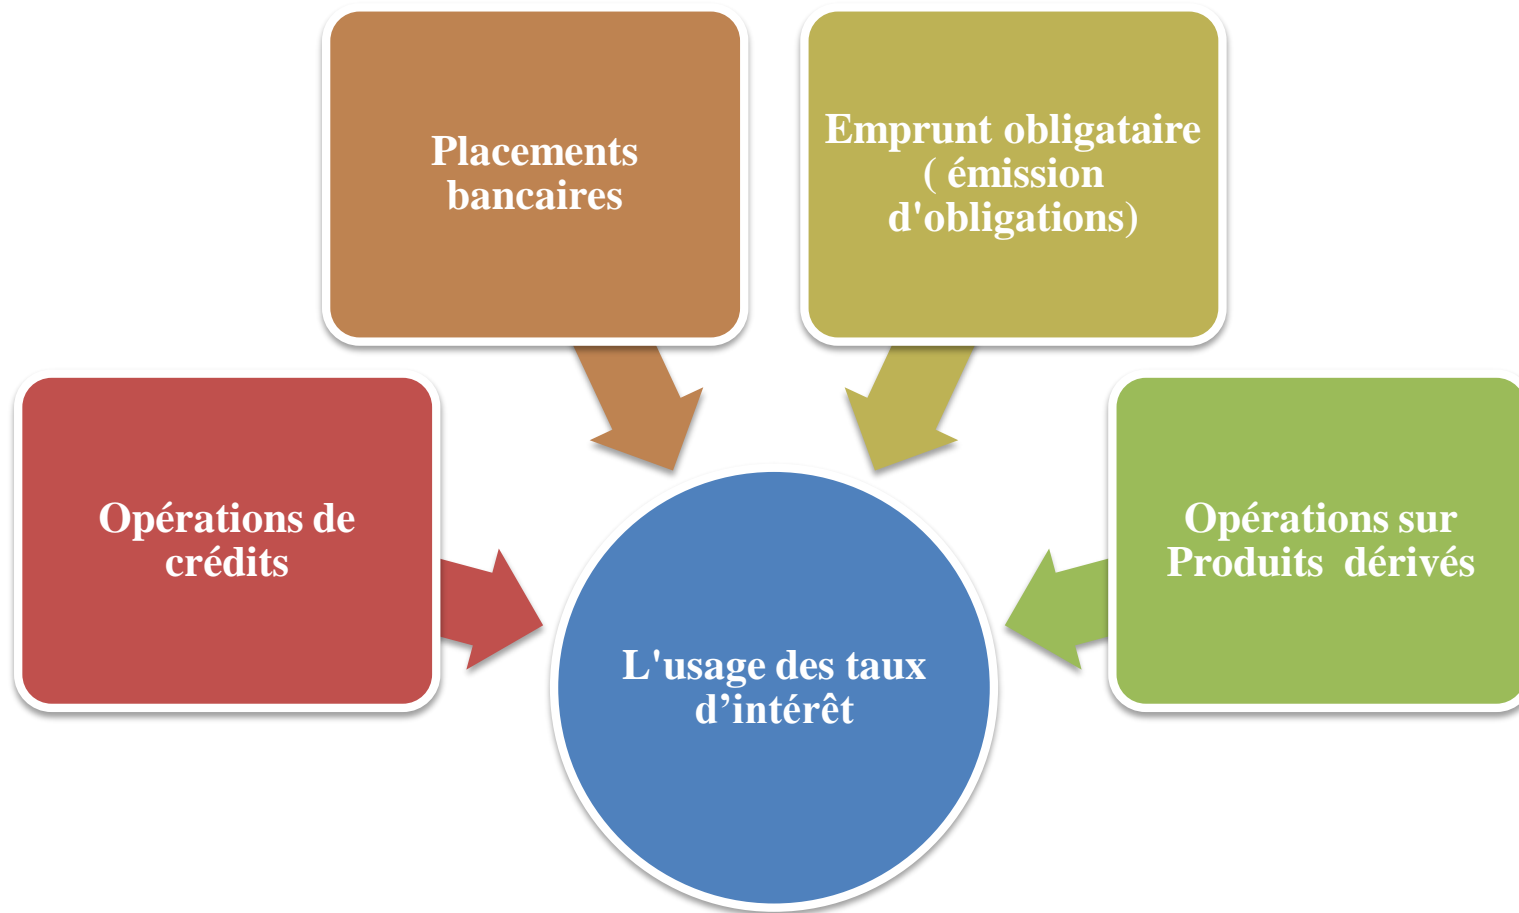 Placements
bancaires
Emprunt obligataire
( émission
d'obligations)
Opérations de
crédits
Opérations sur
Produits  dérivés
L'usage des taux
d’intérêt